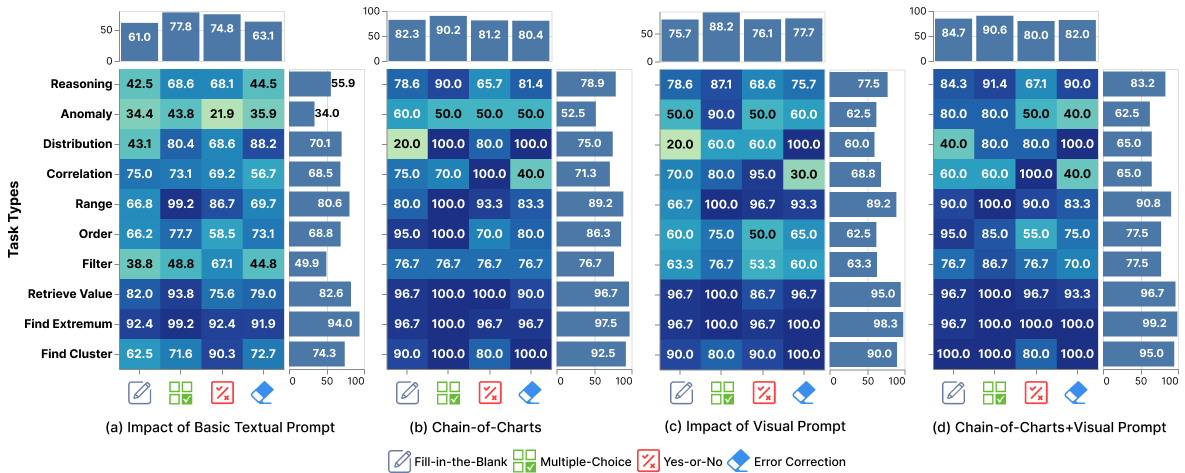 100 100 100
50 50 50 50
0 0 0 0
61.0 77.8 74.8 63.1
82.3 90.2 81.2 80.4
75.7 88.2 76.1 77.7
84.7 90.6 80.0 82.0
Task Types
Reasoning 42.5 68.6 68.1 44.5 55.9 78.6 90.0 65.7 81.4 78.9 78.6 87.1 68.6 75.7 77.5 84.3 91.4 67.1 90.0 83.2
Anomaly 34.4 43.8 21.9 35.9 34.0 60.0 50.0 50.0 50.0 52.5 50.0 90.0 50.0 60.0 62.5 80.0 80.0 50.0 40.0 62.5
Distribution 43.1 80.4 68.6 88.2 70.1 20.0 100.0 80.0 100.0 75.0 20.0 60.0 60.0 100.0 60.0 40.0 80.0 80.0 100.0 65.0
Correlation 75.0 73.1 69.2 56.7 68.5 75.0 70.0 100.0 40.0 71.3 70.0 80.0 95.0 30.0 68.8 60.0 60.0 100.0 40.0 65.0
Range 66.8 99.2 86.7 69.7 80.6 80.0 100.0 93.3 83.3 89.2 66.7 100.0 96.7 93.3 89.2 90.0 100.0 90.0 83.3 90.8
Order 66.2 77.7 58.5 73.1 68.8 95.0 100.0 70.0 80.0 86.3 60.0 75.0 50.0 65.0 62.5 95.0 85.0 55.0 75.0 77.5
Filter 38.8 48.8 67.1 44.8 49.9 76.7 76.7 76.7 76.7 76.7 63.3 76.7 53.3 60.0 63.3 76.7 86.7 76.7 70.0 77.5
Retrieve Value 82.0 93.8 75.6 79.0 82.6 96.7 100.0 100.0 90.0 96.7 96.7 100.0 86.7 96.7 95.0 96.7 100.0 96.7 93.3 96.7
Find Extremum 92.4 99.2 92.4 91.9 94.0 96.7 100.0 96.7 96.7 97.5 96.7 100.0 96.7 100.0 98.3 96.7 100.0 100.0 100.0 99.2
Find Cluster 62.5 71.6 90.3 72.7 74.3 90.0 100.0 80.0 100.0 92.5 90.0 80.0 90.0 100.0 90.0 100.0 100.0 80.0 100.0 95.0
0 50 100 0 50 100 0 50 100 0 50 100
(a) Impact of Basic Textual Prompt
(b) Chain-of-Charts
(c) Impact of Visual Prompt
(d) Chain-of-Charts+Visual Prompt
Fill-in-the-Blank Multiple-Choice Yes-or-No Error Correction